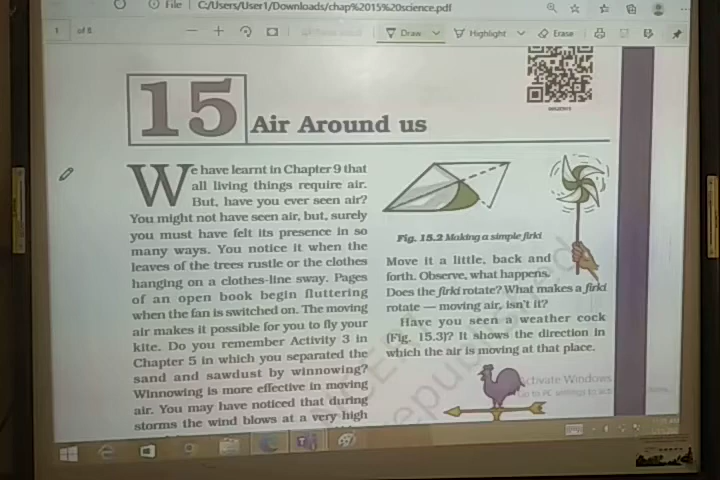 File C:/Users/User1/Downloads/chap%2015%20science.pdf
1 of 8
Draw Highlight Erase
15 Air Around us
We have learnt in Chapter 9 that
all living things require air.
But, have you ever seen air?
You might not have seen air, but, surely
you must have felt its presence in so
many ways. You notice it when the
leaves of the trees rustle or the clothes
hanging on a clothes-line sway. Pages
of an open book begin fluttering
when the fan is switched on. The moving
air makes it possible for you to fly your
kite. Do you remember Activity 3 in
Chapter 5 in which you separated the
sand and sawdust by winnowing?
Winnowing is more effective in moving
air. You may have noticed that during
storms the wind blows at a very high
Fig. 15.2 Making a simple firki
Move it a little, back and
forth. Observe, what happens.
Does the firki rotate? What makes a firki
rotate — moving air, isn't it?
Have you seen a weather cock
(Fig. 15.3)? It shows the direction in
which the air is moving at that place.
Activate Windows
Go to PC settings to
republished